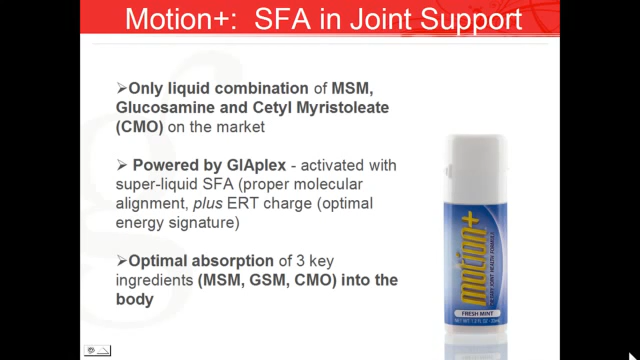 Motion+: SFA in Joint Support
➢Only liquid combination of MSM,
Glucosamine and Cetyl Myristoleate
(CMO) on the market
➢ Powered by GIAplex - activated with
super-liquid SFA (proper molecular
alignment, plus ERT charge (optimal
energy signature)
➢Optimal absorption of 3 key
ingredients (MSM, GSM, CMO) into the
body
motion+
FRESH MINT